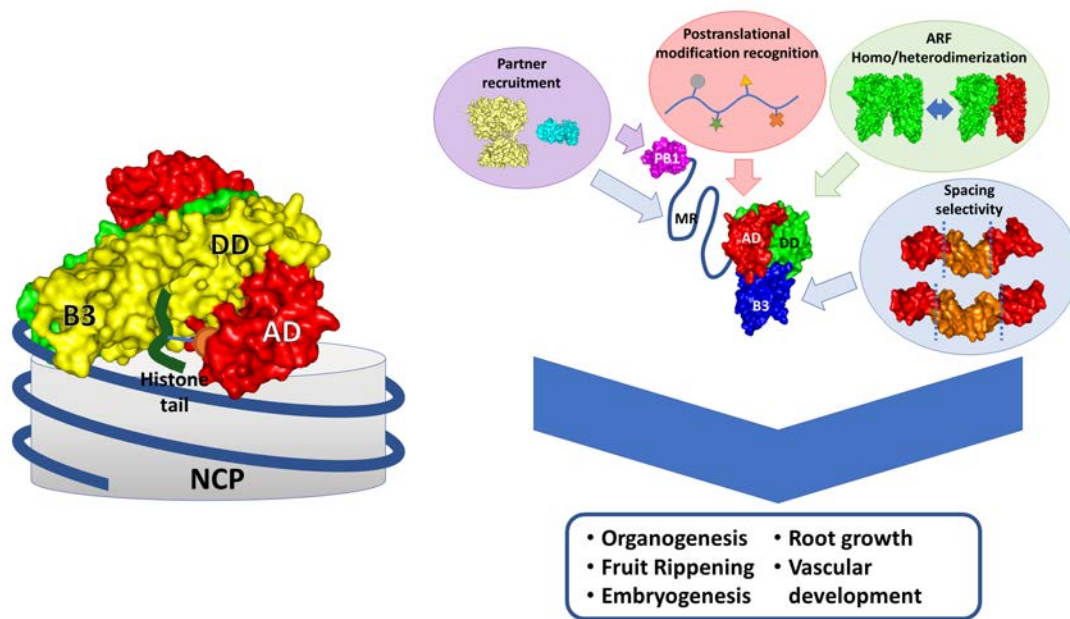 DD
B3
AD
Histone
tail
NCP
Partner
recruitment
Postranslational
modification recognition
ARF
Homo/heterodimerization
PB1
MR
AD
DD
B3
Spacing
selectivity
• Organogenesis
• Fruit Rippening
• Embryogenesis
• Root growth
• Vascular
development